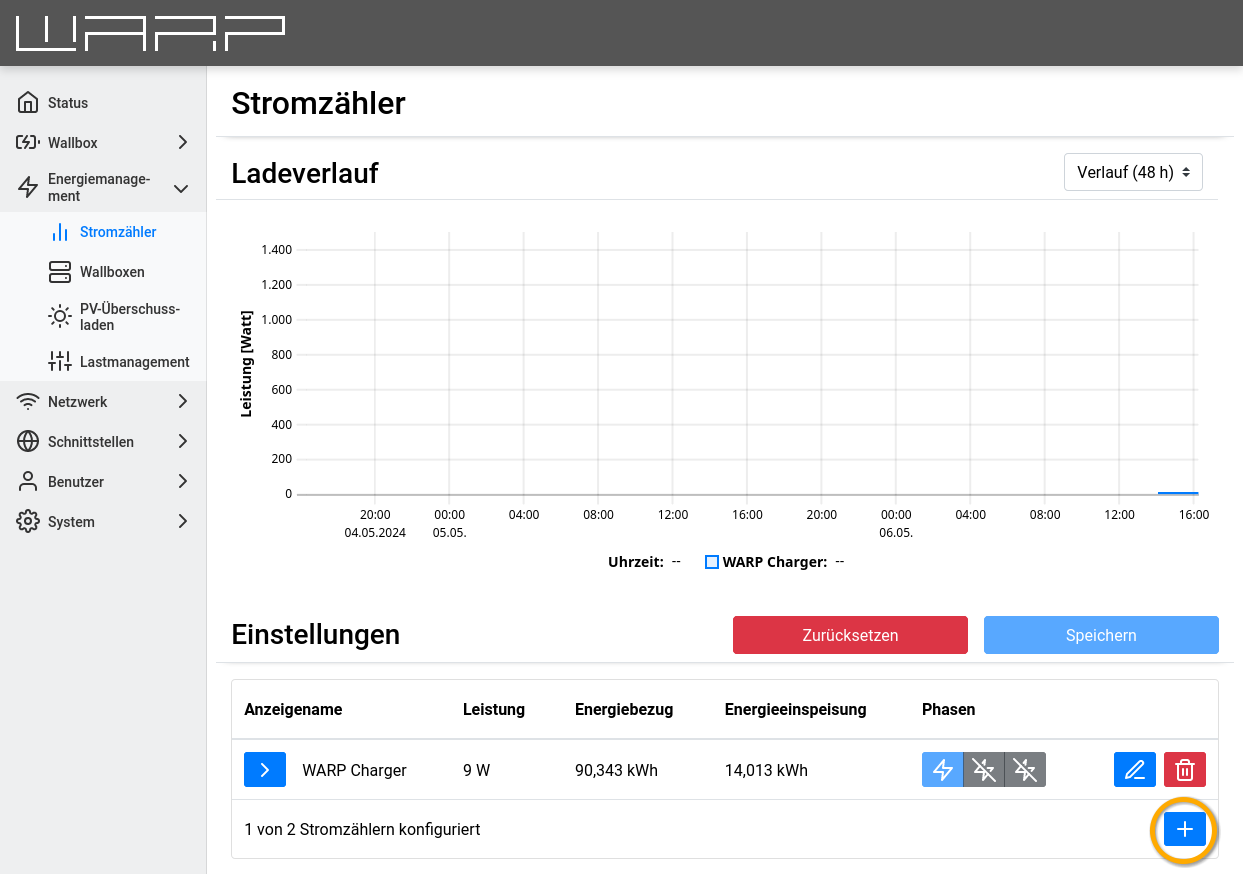 WARP
Status
Wallbox
Energiemanage-
ment
Stromzähler
Wallboxen
PV-Überschuss-
laden
Lastmanagement
Netzwerk
Schnittstellen
Benutzer
System
Stromzähler
Ladeverlauf
Verlauf (48 h)
Leistung [Watt]
1.400
1.200
1.000
800
600
400
200
0
20:00 00:00 04:00 08:00 12:00 16:00 20:00 00:00 04:00 08:00 12:00 16:00
04.05.2024 05.05. 06.05.
Uhrzeit: -- WARP Charger: --
Einstellungen
Zurücksetzen
Speichern
Anzeigename Leistung Energiebezug Energieeinspeisung Phasen
WARP Charger 9 W 90,343 kWh 14,013 kWh
1 von 2 Stromzählern konfiguriert